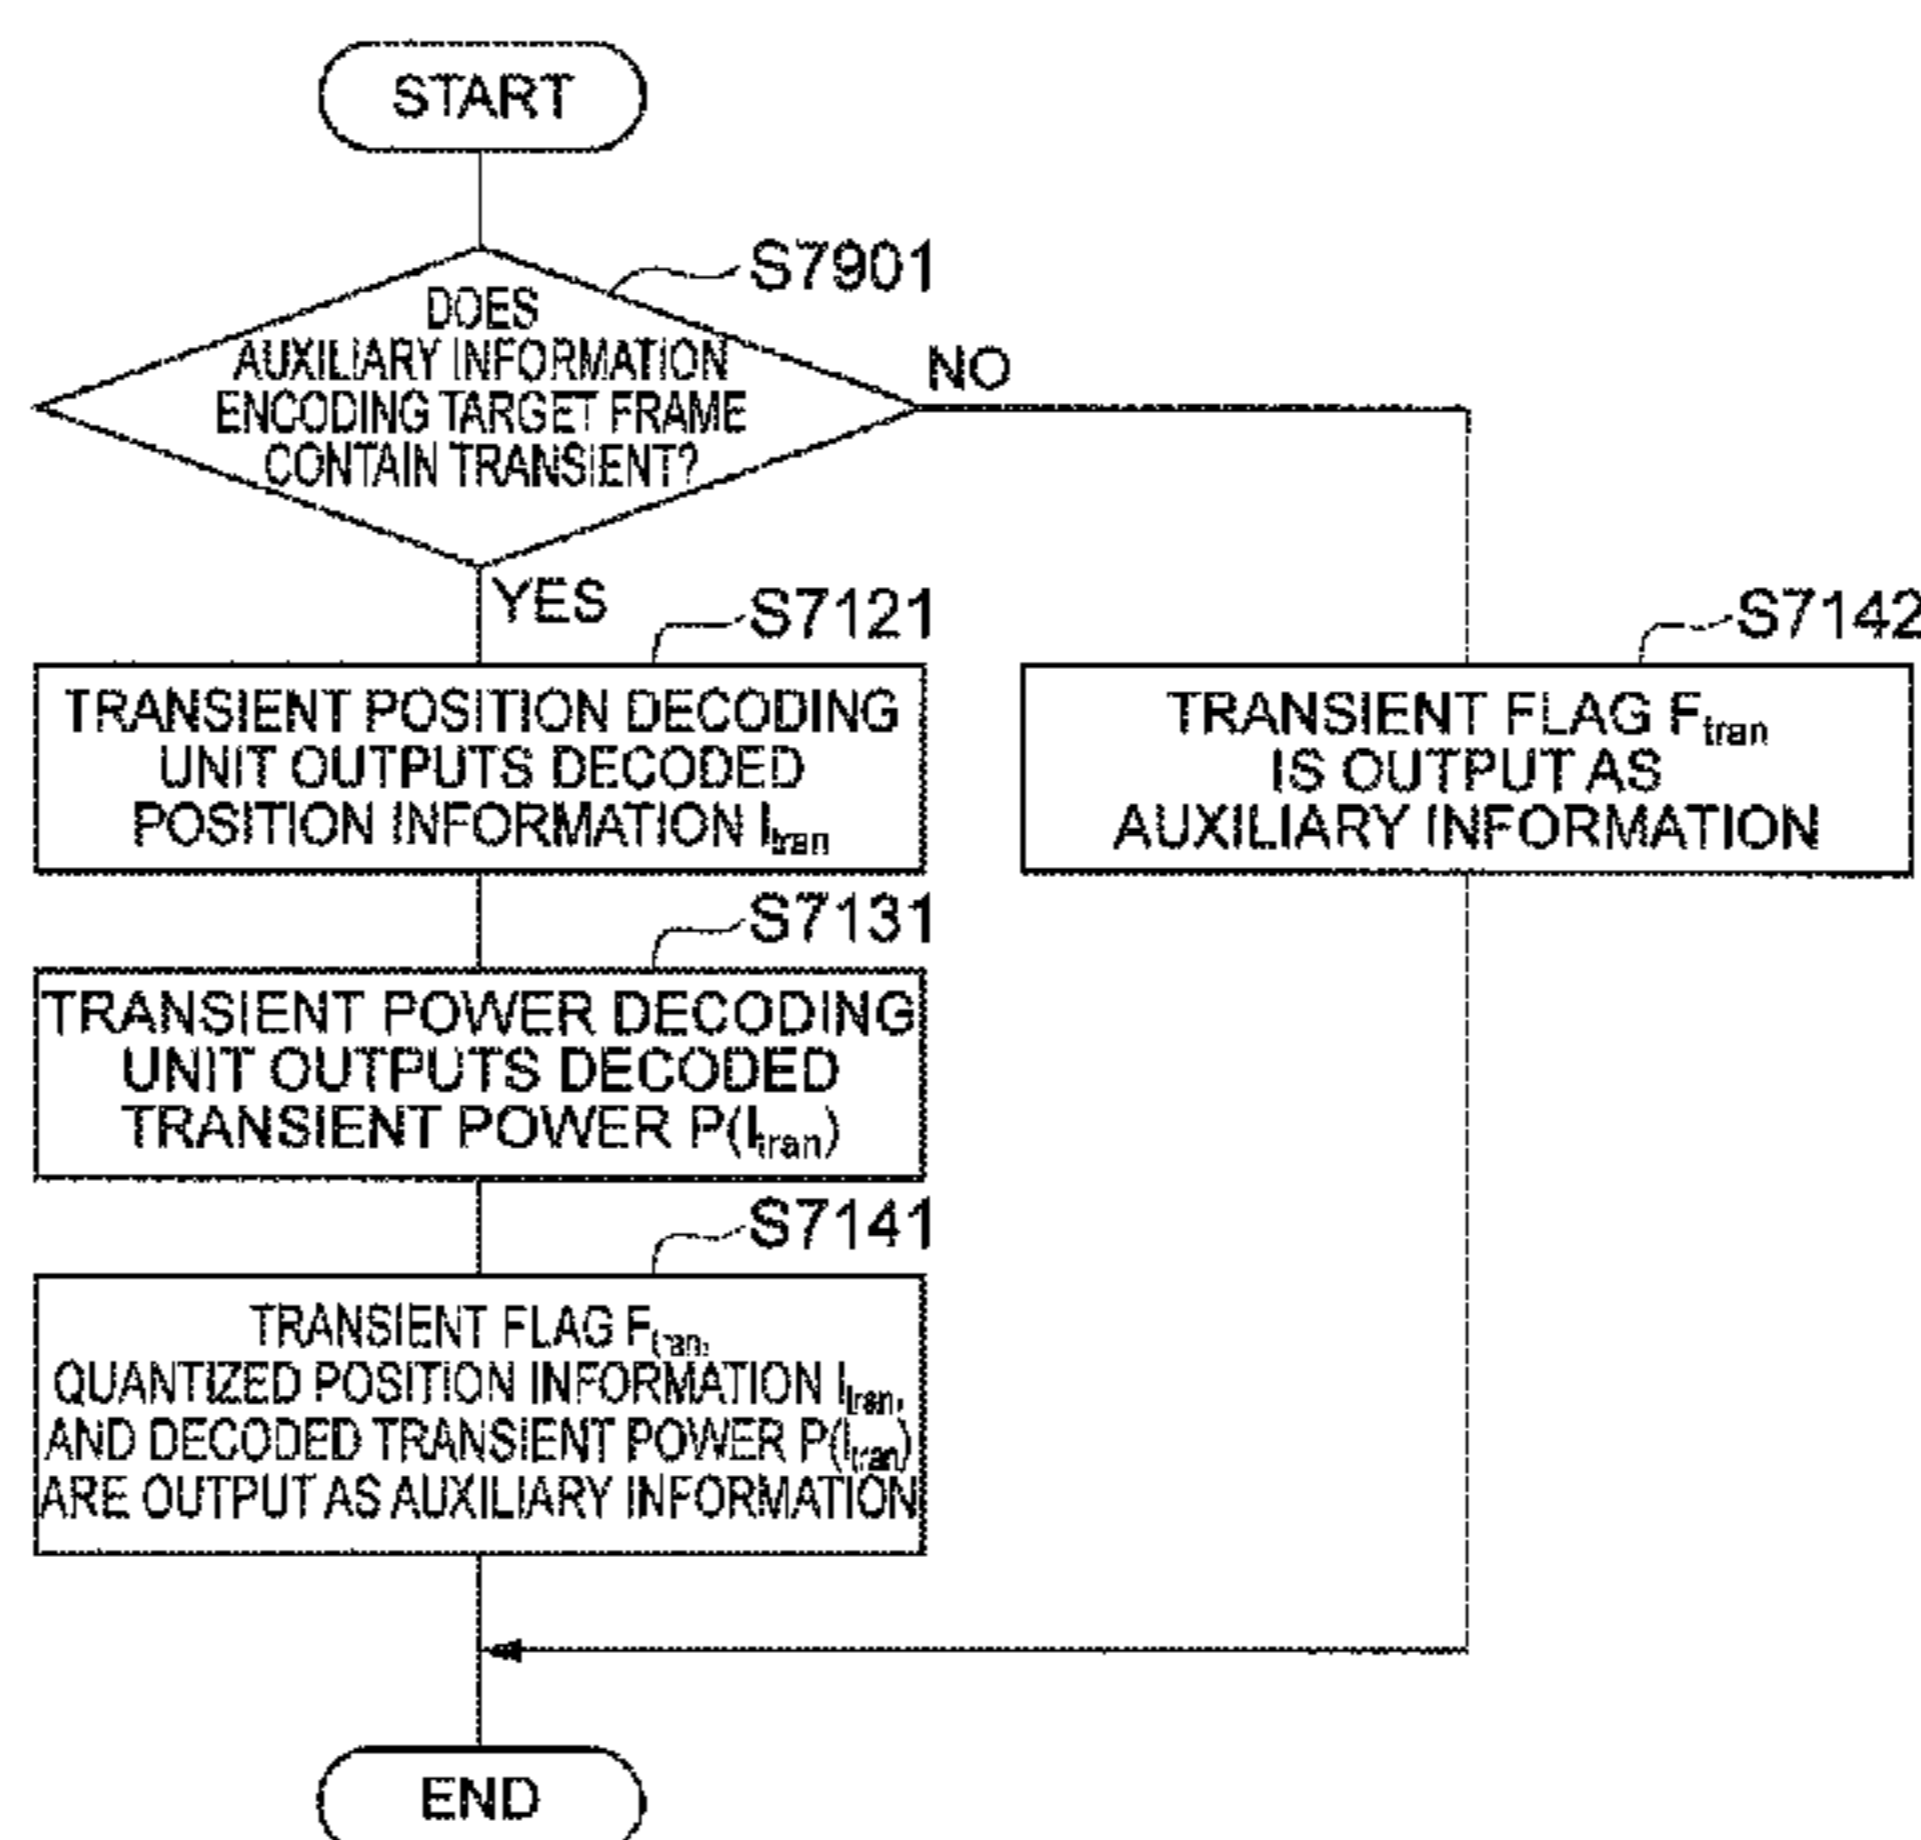 START
S7901
DOES
AUXILIARY INFORMATION
ENCODING TARGET FRAME
CONTAIN TRANSIENT?
NO
YES
S7121
TRANSIENT POSITION DECODING
UNIT OUTPUTS DECODED
POSITION INFORMATION Itran
S7142
TRANSIENT FLAG Ftran
IS OUTPUT AS
AUXILIARY INFORMATION
S7131
TRANSIENT POWER DECODING
UNIT OUTPUTS DECODED
TRANSIENT POWER P(Itran)
S7141
TRANSIENT FLAG Ftran,
QUANTIZED POSITION INFORMATION Itran,
AND DECODED TRANSIENT POWER P(Itran)
ARE OUTPUT AS AUXILIARY INFORMATION
END